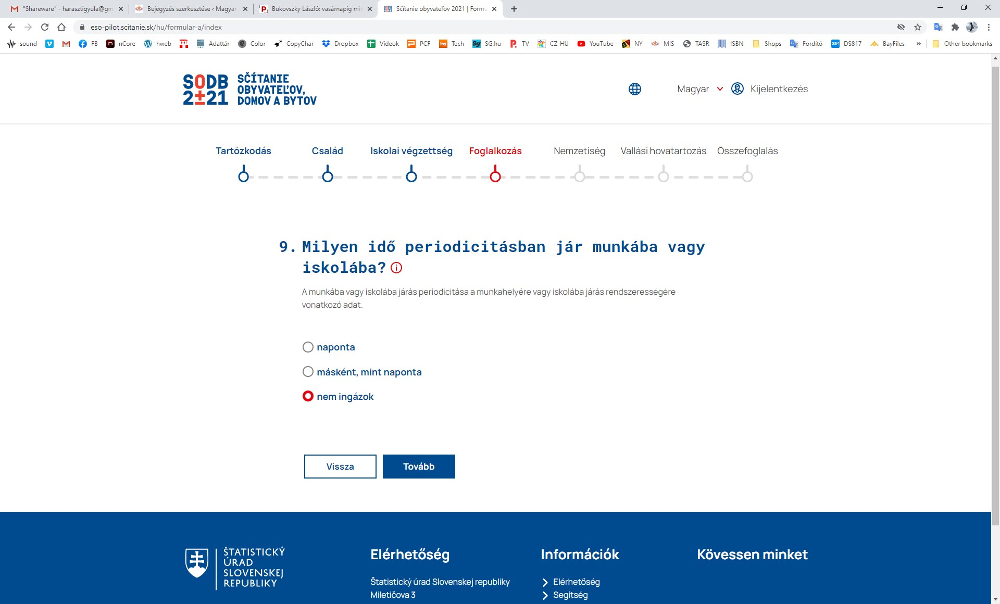 "Shareware" - harasztigyula@gm
Bejegyzés szerkesztése ‹ Magyar
Bukovszky László: vasárnapig mi
Sčítanie obyvateľov 2021 | Formu
eso-pilot.scitanie.sk/hu/formular-a/index
sound FB nCore hweb Adattár Color CopyChar Dropbox Videok PCF Tech SG.hu TV CZ-HU YouTube NY MIS TASR ISBN Shops Fordító DS817 BayFiles » Other bookmarks
SODB
2±21
SČÍTANIE
OBYVATEĽOV,
DOMOV A BYTOV
Magyar
Kijelentkezés
Tartózkodás Család Iskolai végzettség Foglalkozás Nemzetiség Vallási hovatartozás Összefoglalás
9. Milyen idő periodicitásban jár munkába vagy
iskolába?
A munkába vagy iskolába járás periodicitása a munkahelyére vagy iskolába járás rendszerességére
vonatkozó adat.
naponta
másként, mint naponta
nem ingázok
Vissza Tovább
ŠTATISTICKÝ
ÚRAD
SLOVENSKEJ
REPUBLIKY
Elérhetőség
Štatistický úrad Slovenskej republiky
Miletičova 3
Információk
Elérhetőség
Segítség
Kövessen minket